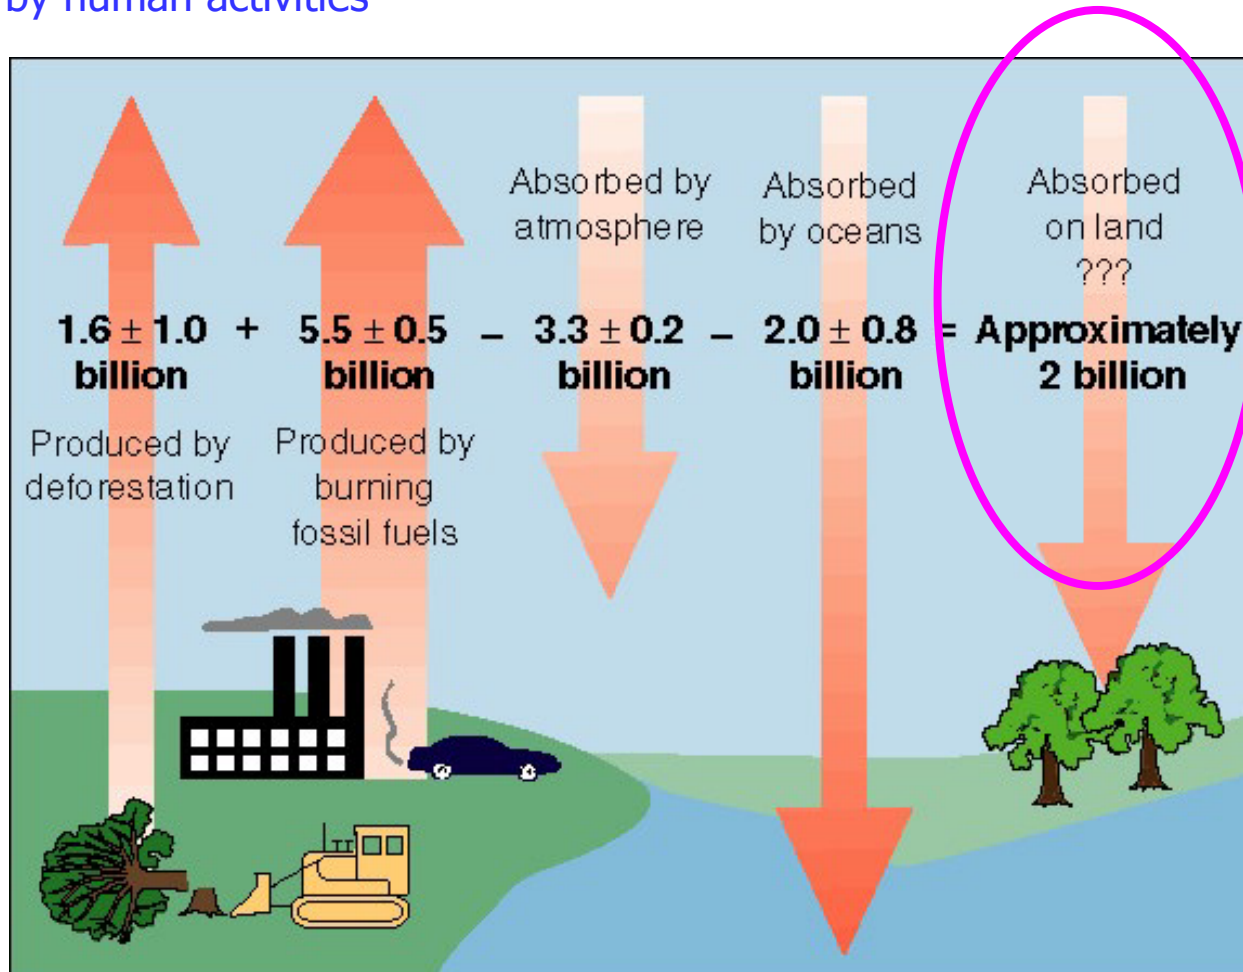 by human activities
Absorbed by
atmosphere
Absorbed
by oceans
Absorbed
on land
???
1.6 ± 1.0 + 5.5 ± 0.5 – 3.3 ± 0.2 – 2.0 ± 0.8 = Approximately
billion billion billion billion 2 billion
Produced by
deforestation
Produced by
burning
fossil fuels